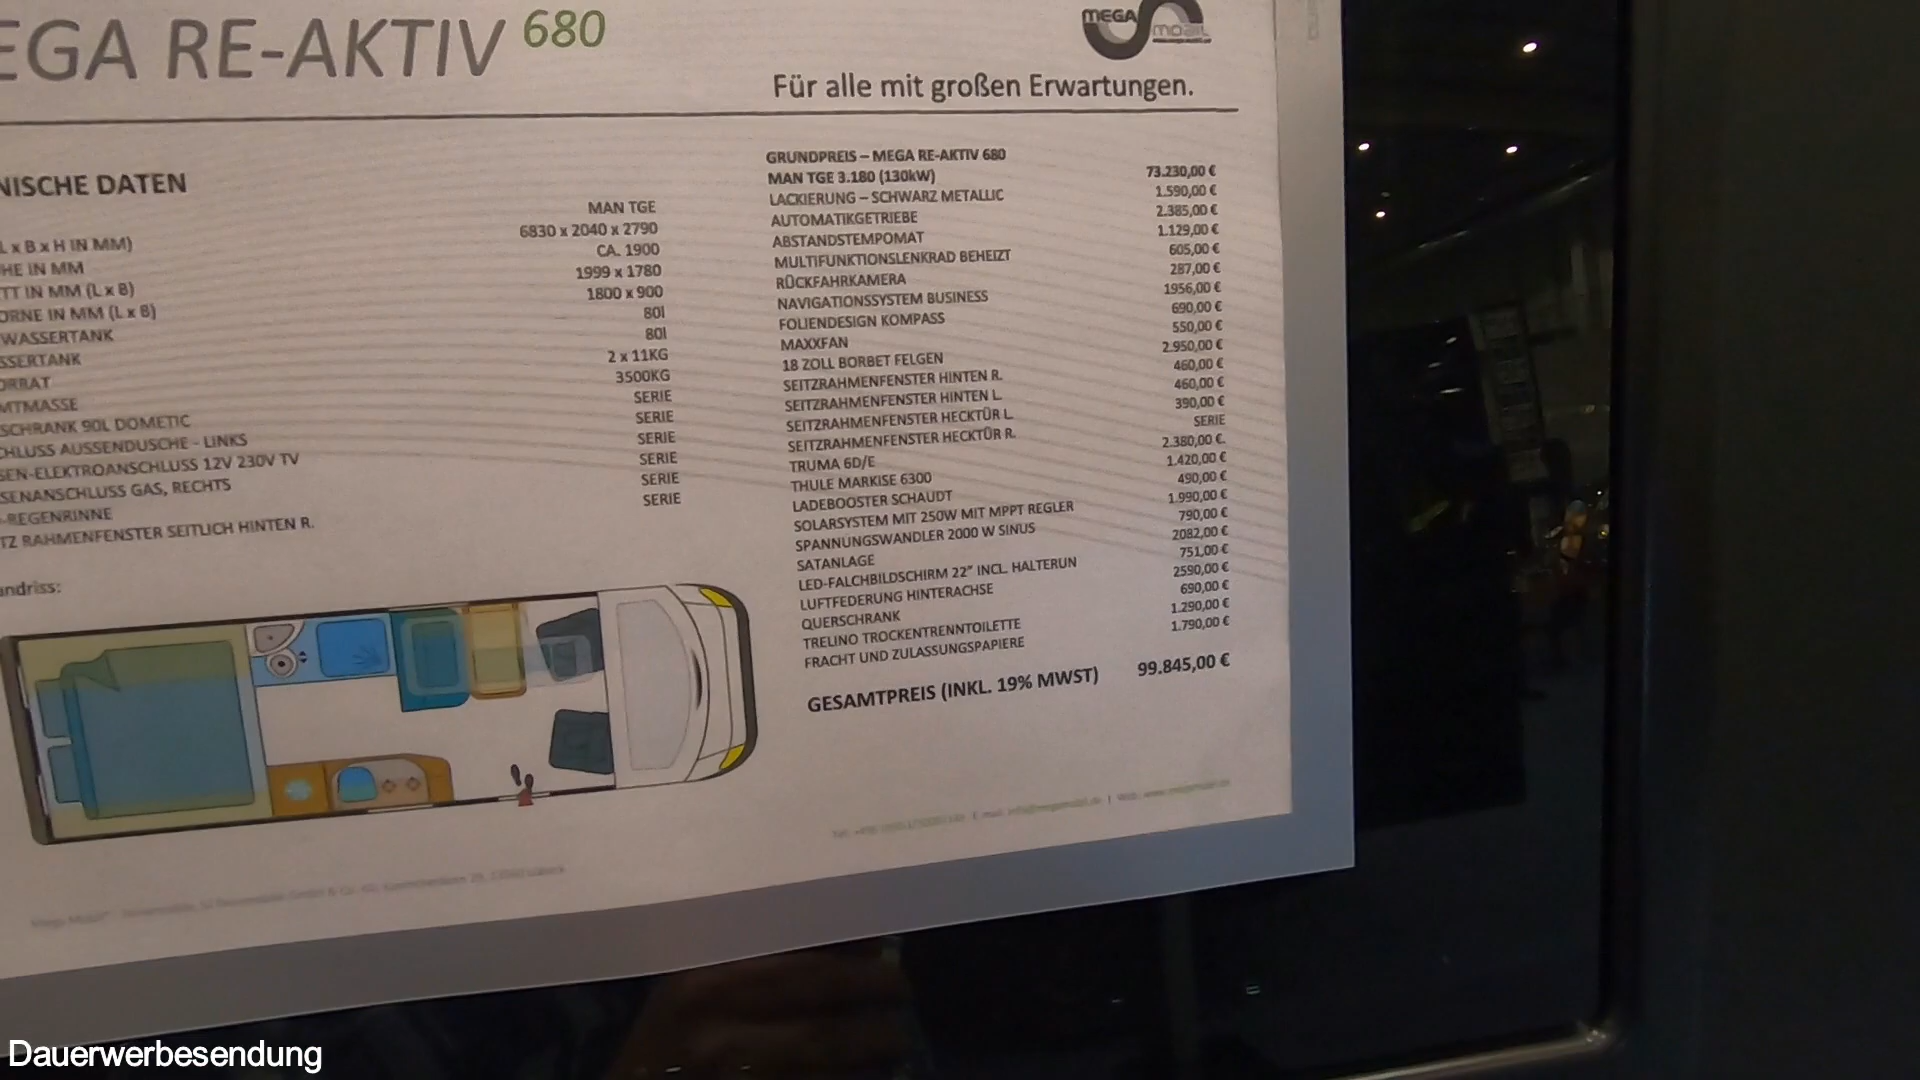 EGA RE-AKTIV 680
MEGA
mobil
Für alle mit großen Erwartungen.
NISCHE DATEN
MAN TGE
L x B x H IN MM) 6830 x 2040 x 2790
HE IN MM CA. 1900
TT IN MM (L x B) 1999 x 1780
ORNE IN MM (L x B) 1800 x 900
WASSERTANK 80l
SSERTANK 80l
ORRAT 2 x 11KG
MTMASSE 3500KG
SCHRANK 90L DOMETIC SERIE
CHLUSS AUSSENDUSCHE - LINKS SERIE
SEN-ELEKTROANSCHLUSS 12V 230V TV SERIE
SENANSCHLUSS GAS, RECHTS SERIE
-REGENRINNE SERIE
TZ RAHMENFENSTER SEITLICH HINTEN R. SERIE
andriss:
GRUNDPREIS – MEGA RE-AKTIV 680
MAN TGE 3.180 (130kW) 73.230,00 €
LACKIERUNG – SCHWARZ METALLIC 1.590,00 €
AUTOMATIKGETRIEBE 2.385,00 €
ABSTANDSTEMPOMAT 1.129,00 €
MULTIFUNKTIONSLENKRAD BEHEIZT 605,00 €
RÜCKFAHRKAMERA 287,00 €
NAVIGATIONSSYSTEM BUSINESS 1956,00 €
FOLIENDESIGN KOMPASS 690,00 €
MAXXFAN 550,00 €
18 ZOLL BORBET FELGEN 2.950,00 €
SEITZRAHMENFENSTER HINTEN R. 460,00 €
SEITZRAHMENFENSTER HINTEN L. 460,00 €
SEITZRAHMENFENSTER HECKTÜR L. 390,00 €
SEITZRAHMENFENSTER HECKTÜR R. SERIE
TRUMA 6D/E 2.380,00 €.
THULE MARKISE 6300 1.420,00 €
LADEBOOSTER SCHAUDT 490,00 €
SOLARSYSTEM MIT 250W MIT MPPT REGLER 1.990,00 €
SPANNUNGSWANDLER 2000 W SINUS 790,00 €
SATANLAGE 2082,00 €
LED-FALCHBILDSCHIRM 22" INCL. HALTERUN 751,00 €
LUFTFEDERUNG HINTERACHSE 2590,00 €
QUERSCHRANK 690,00 €
TRELINO TROCKENTRENNTOILETTE 1.290,00 €
FRACHT UND ZULASSUNGSPAPIERE 1.790,00 €
GESAMTPREIS (INKL. 19% MWST) 99.845,00 €
Dauerwerbesendung